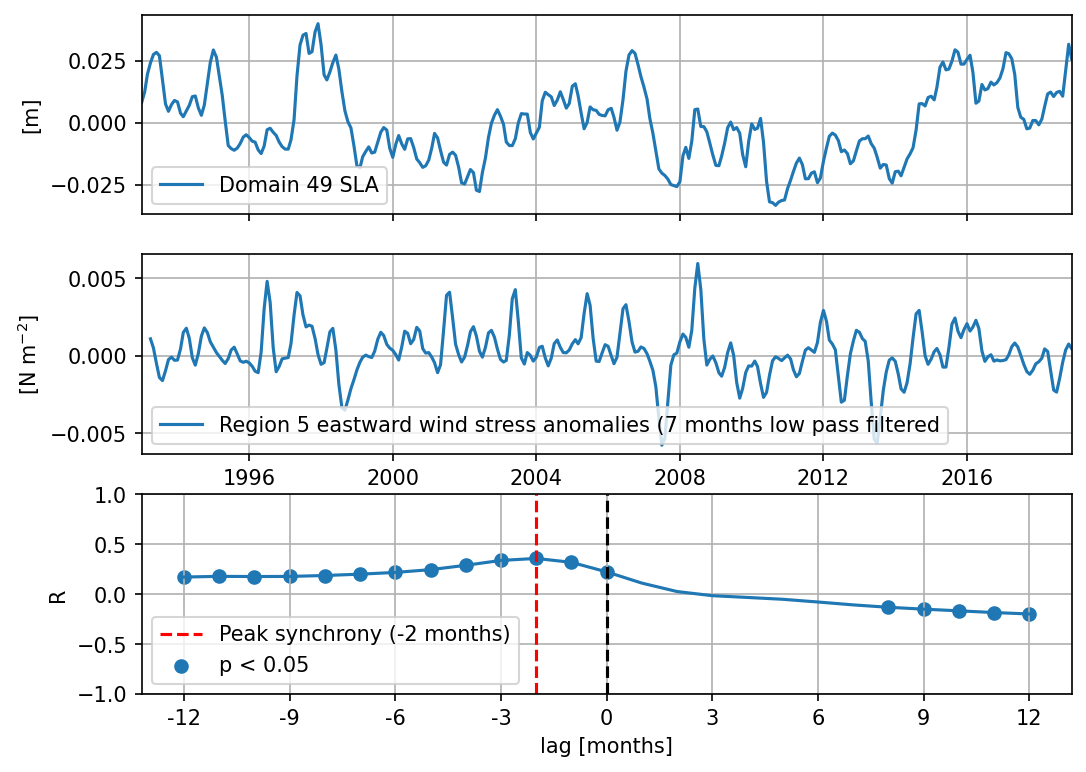 0.025
0.000
−0.025
[m]
Domain 49 SLA
0.005
0.000
−0.005
[N m⁻²]
Region 5 eastward wind stress anomalies (7 months low pass filtered
1996 2000 2004 2008 2012 2016
1.0
0.5
0.0
−0.5
−1.0
R
Peak synchrony (-2 months)
p < 0.05
-12 -9 -6 -3 0 3 6 9 12
lag [months]